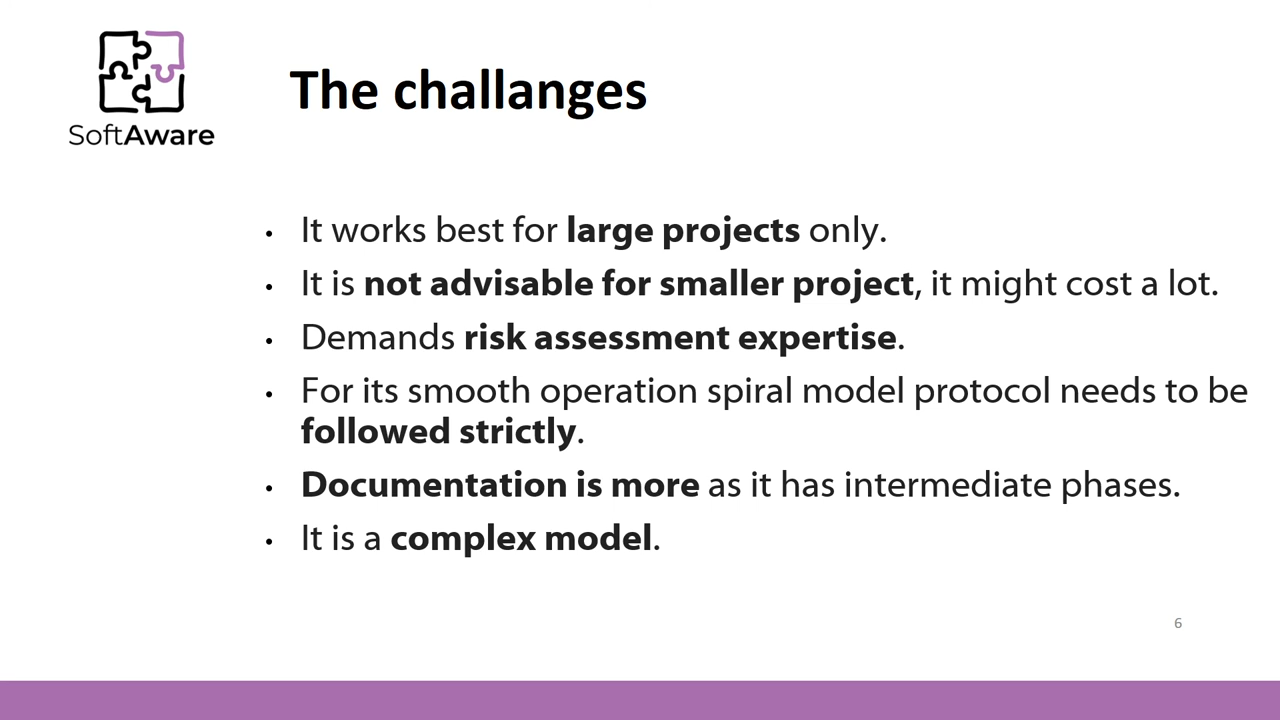 SoftAware
The challanges
• It works best for large projects only.
• It is not advisable for smaller project, it might cost a lot.
• Demands risk assessment expertise.
• For its smooth operation spiral model protocol needs to be
followed strictly.
• Documentation is more as it has intermediate phases.
• It is a complex model.
6